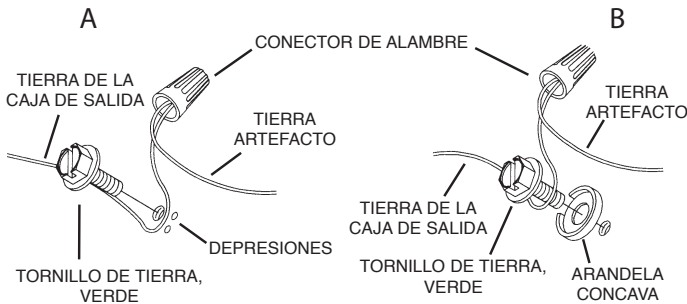 A
B
CONECTOR DE ALAMBRE
TIERRA DE LA
CAJA DE SALIDA
TIERRA
ARTEFACTO
DEPRESIONES
TORNILLO DE TIERRA,
VERDE
TIERRA
ARTEFACTO
TIERRA DE LA
CAJA DE SALIDA
TORNILLO DE TIERRA,
VERDE
ARANDELA
CONCAVA